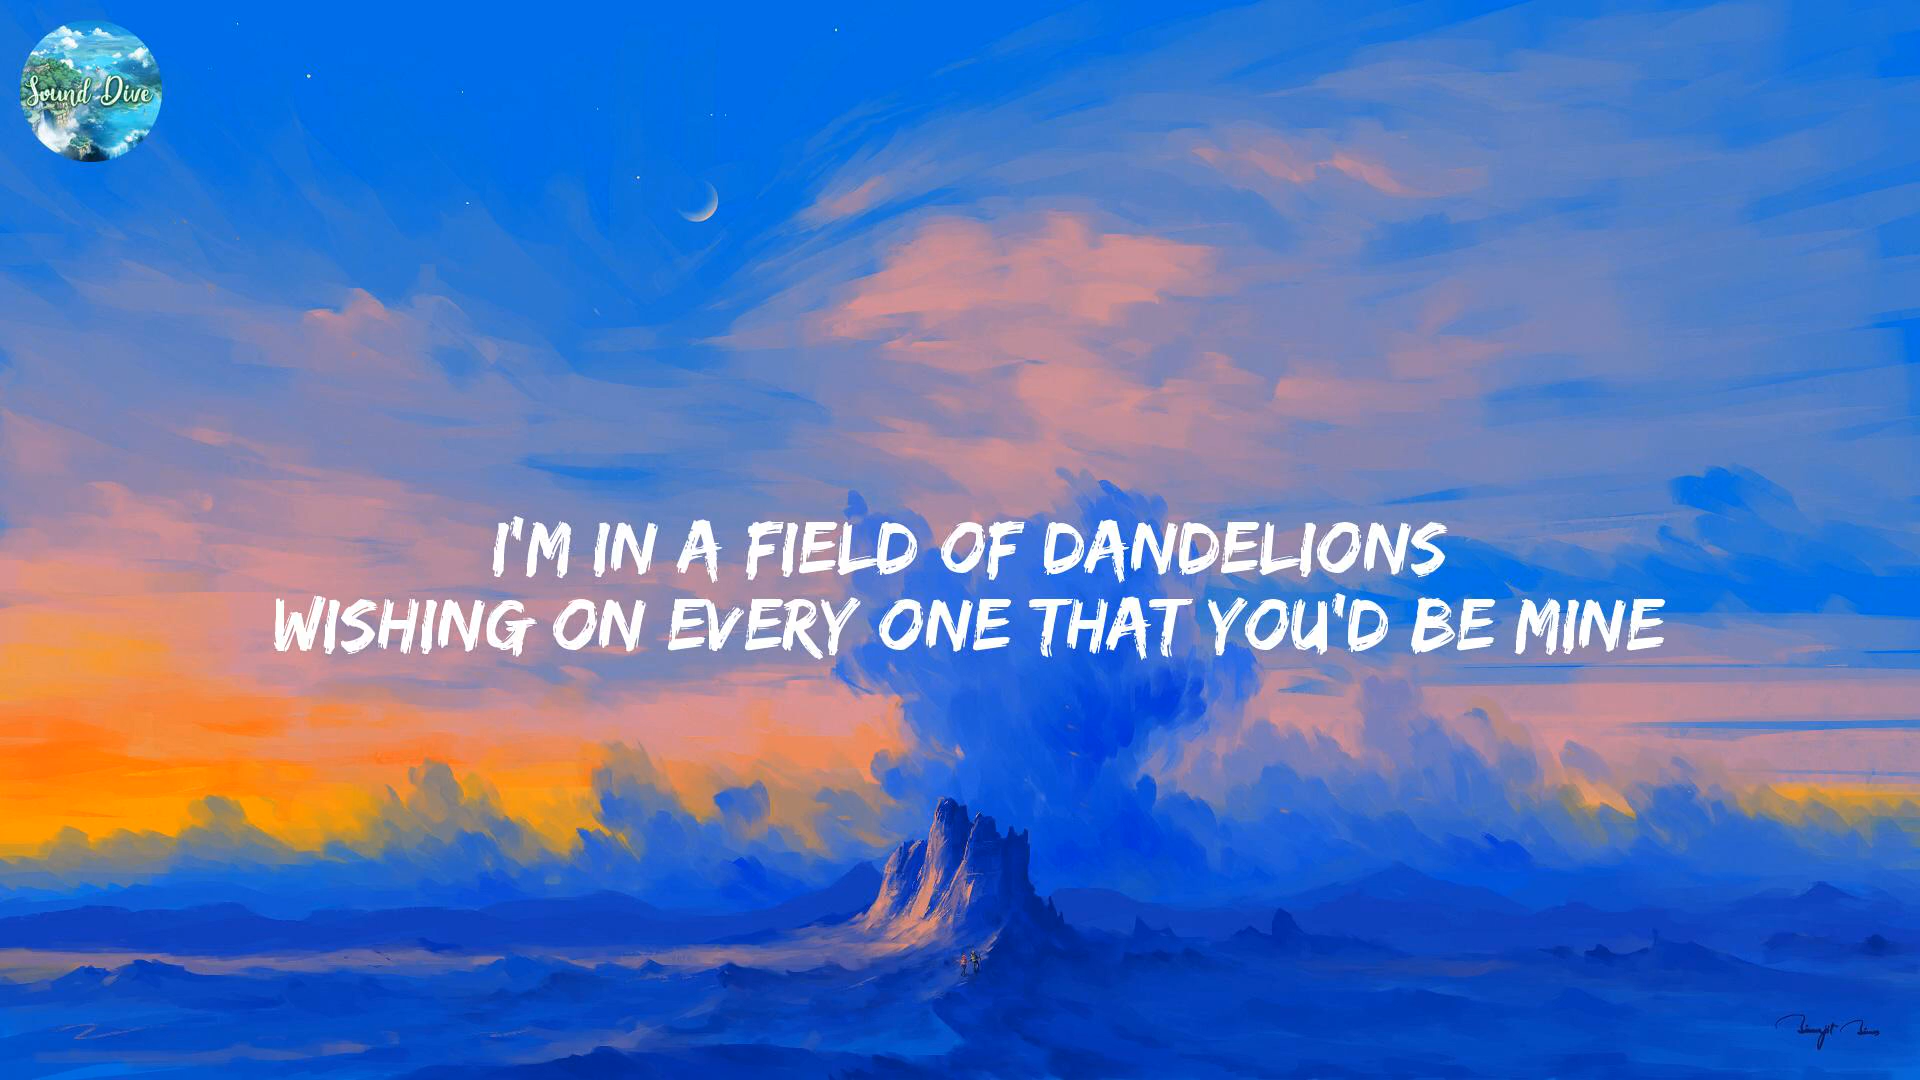 Sound Dive
I'M IN A FIELD OF DANDELIONS
WISHING ON EVERY ONE THAT YOU'D BE MINE